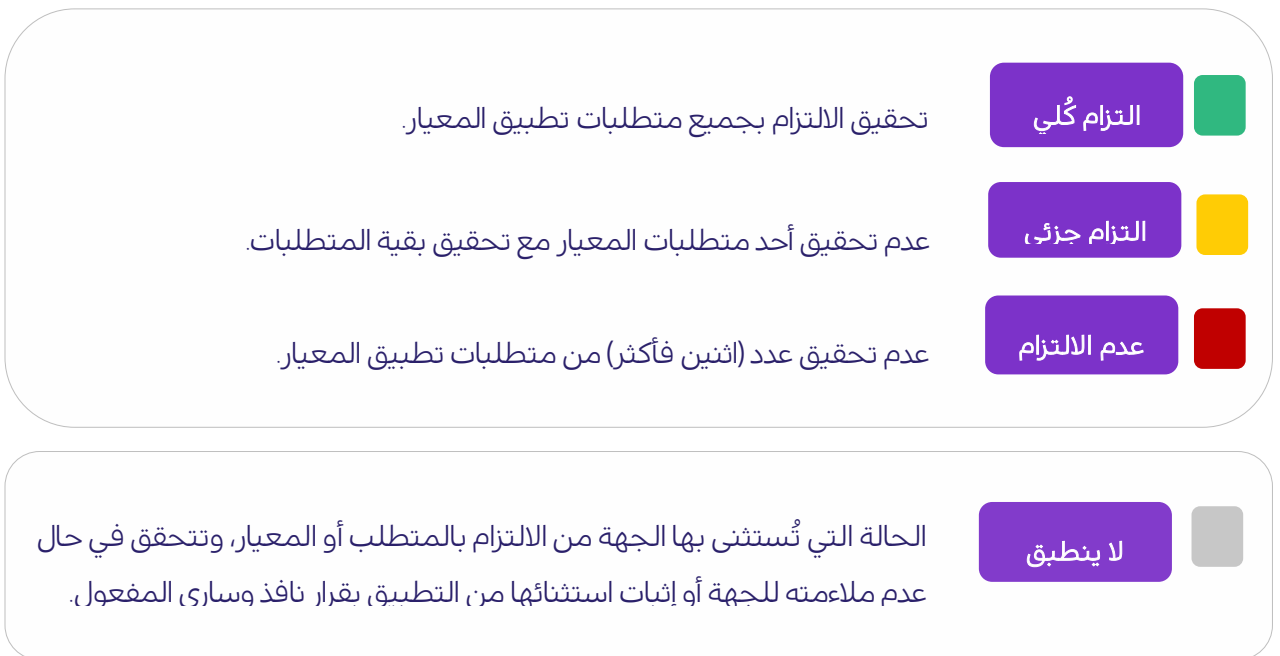 التزام كُلي
تحقيق الالتزام بجميع متطلبات تطبيق المعيار.
التزام جزئي
عدم تحقيق أحد متطلبات المعيار مع تحقيق بقية المتطلبات.
عدم الالتزام
عدم تحقيق عدد (اثنين فأكثر) من متطلبات تطبيق المعيار.
لا ينطبق
الحالة التي تُستثنى بها الجهة من الالتزام بالمتطلب أو المعيار، وتتحقق في حال
عدم ملاءمته للجهة أو إثبات استثنائها من التطبيق بقرار نافذ وساري المفعول.